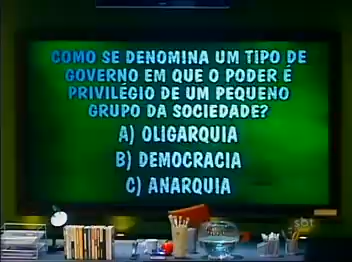 COMO SE DENOMINA UM TIPO DE
GOVERNO EM QUE O PODER É
PRIVILÉGIO DE UM PEQUENO
GRUPO DA SOCIEDADE?
A) OLIGARQUIA
B) DEMOCRACIA
C) ANARQUIA
sbt